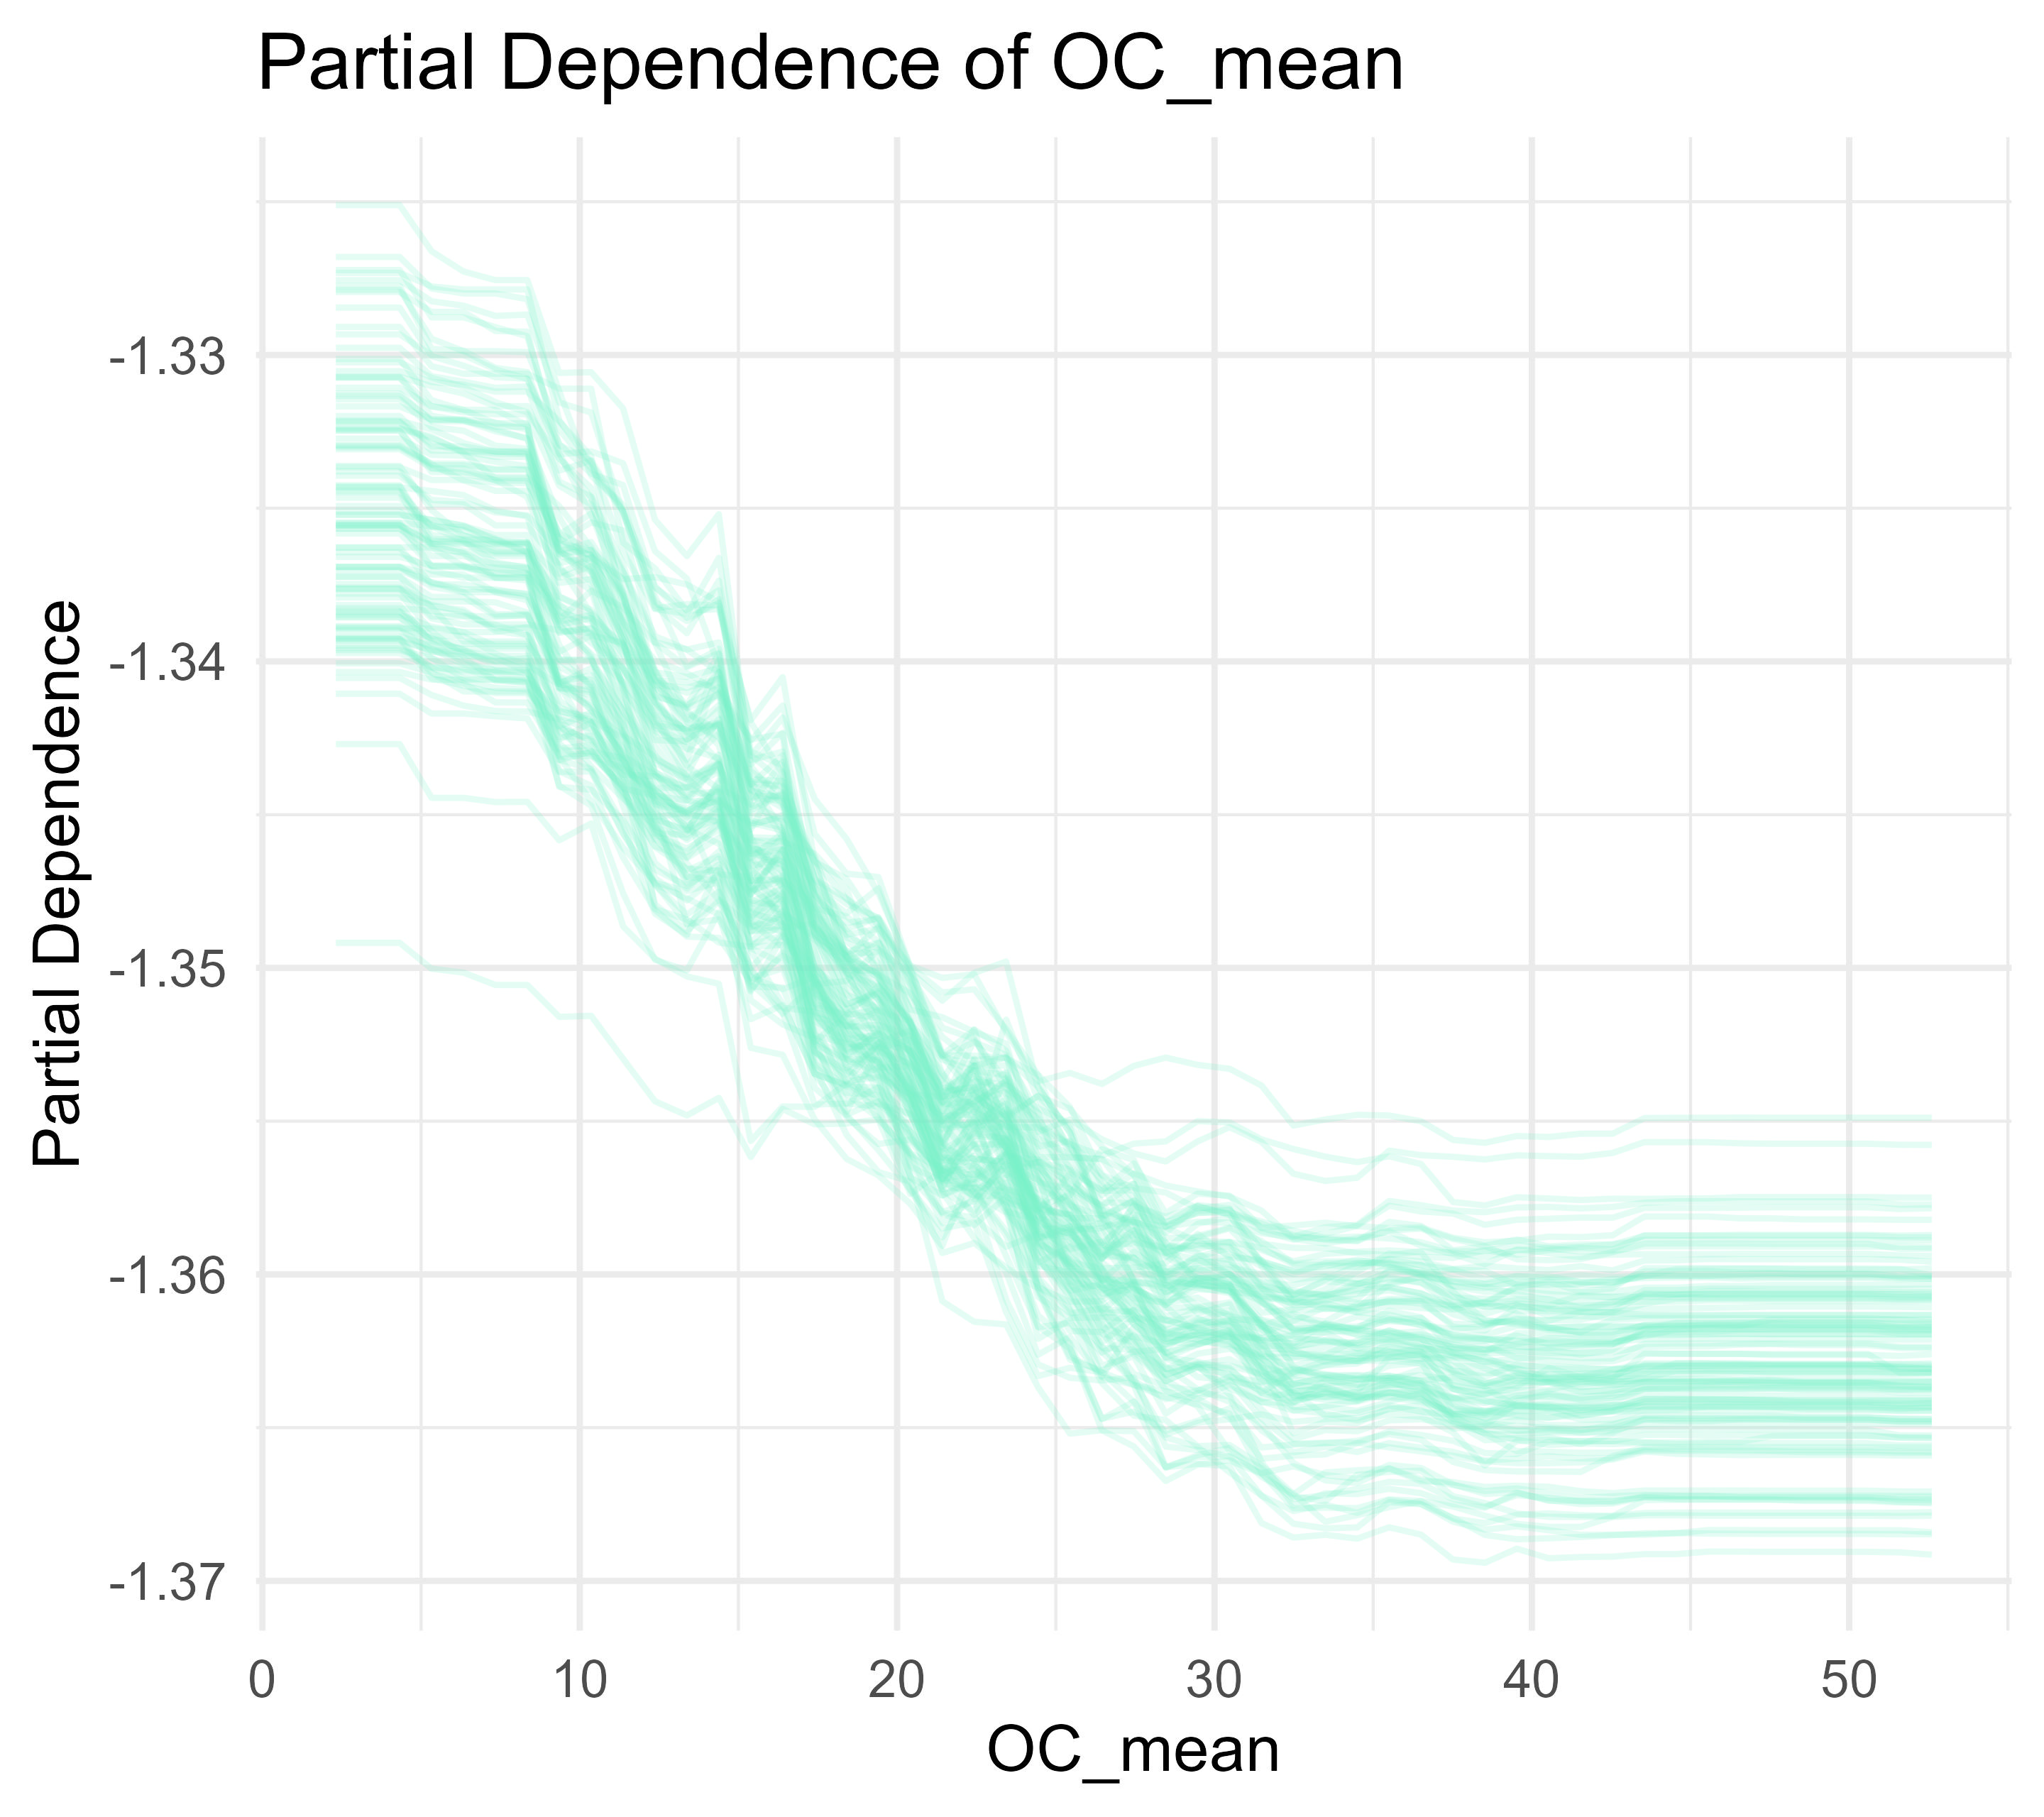 Partial Dependence of OC_mean
Partial Dependence
-1.33
-1.34
-1.35
-1.36
-1.37
0 10 20 30 40 50
OC_mean